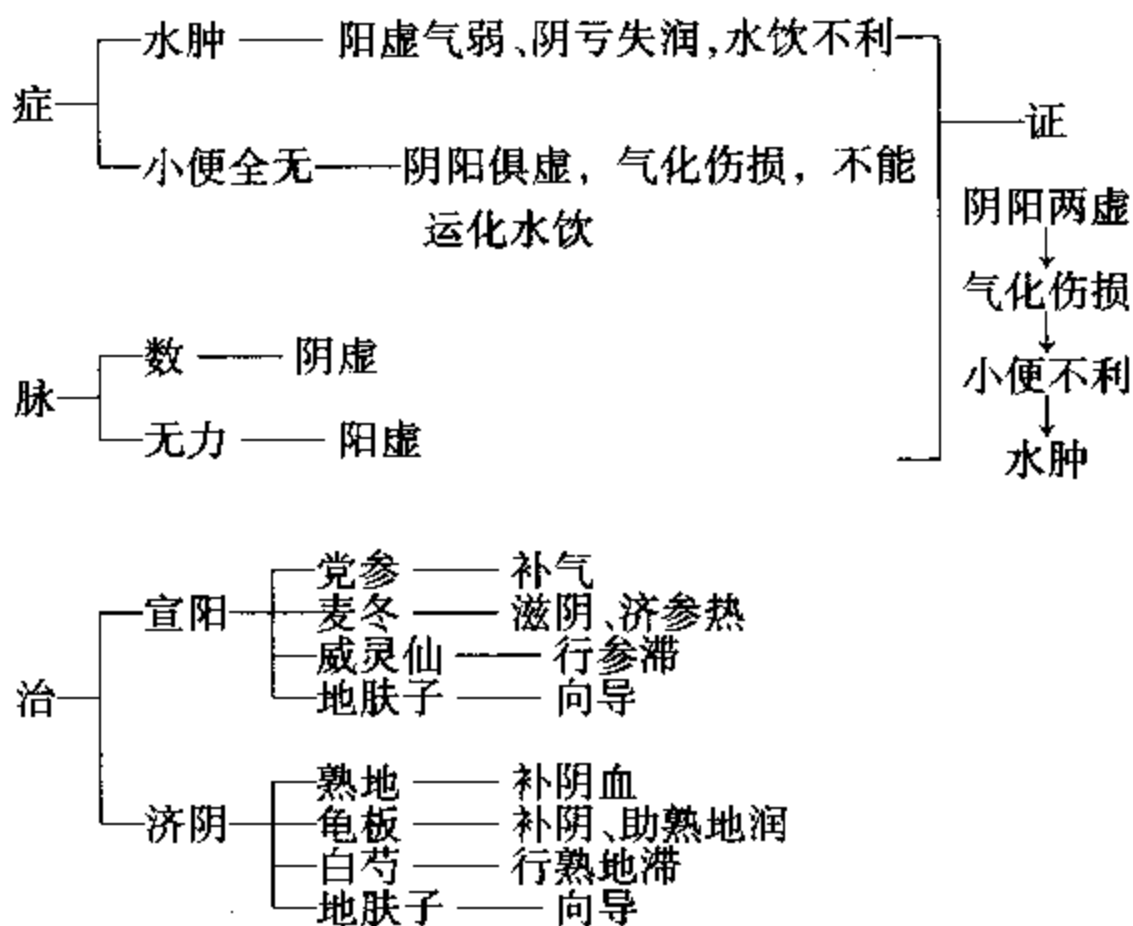 症
水肿 —— 阳虚气弱、阴亏失润,水饮不利
小便全无 —— 阴阳俱虚，气化伤损，不能
运化水饮
脉
数 —— 阴虚
无力 —— 阳虚
证
阴阳两虚
↓
气化伤损
↓
小便不利
↓
水肿
治
宣阳
党参 —— 补气
麦冬 —— 滋阴、济参热
威灵仙 —— 行参滞
地肤子 —— 向导
济阴
熟地 —— 补阴血
龟板 —— 补阴、助熟地润
白芍 —— 行熟地滞
地肤子 —— 向导